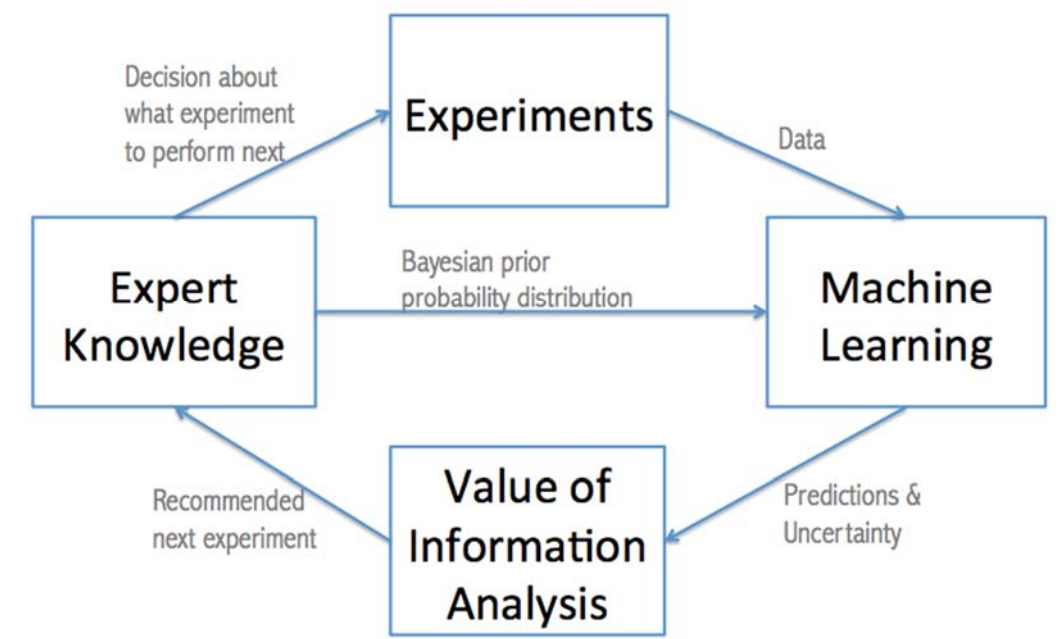 Decision about
what experiment
to perform next
Experiments
Data
Expert
Knowledge
Bayesian prior
probability distribution
Machine
Learning
Recommended
next experiment
Value of
Information
Analysis
Predictions &
Uncertainty